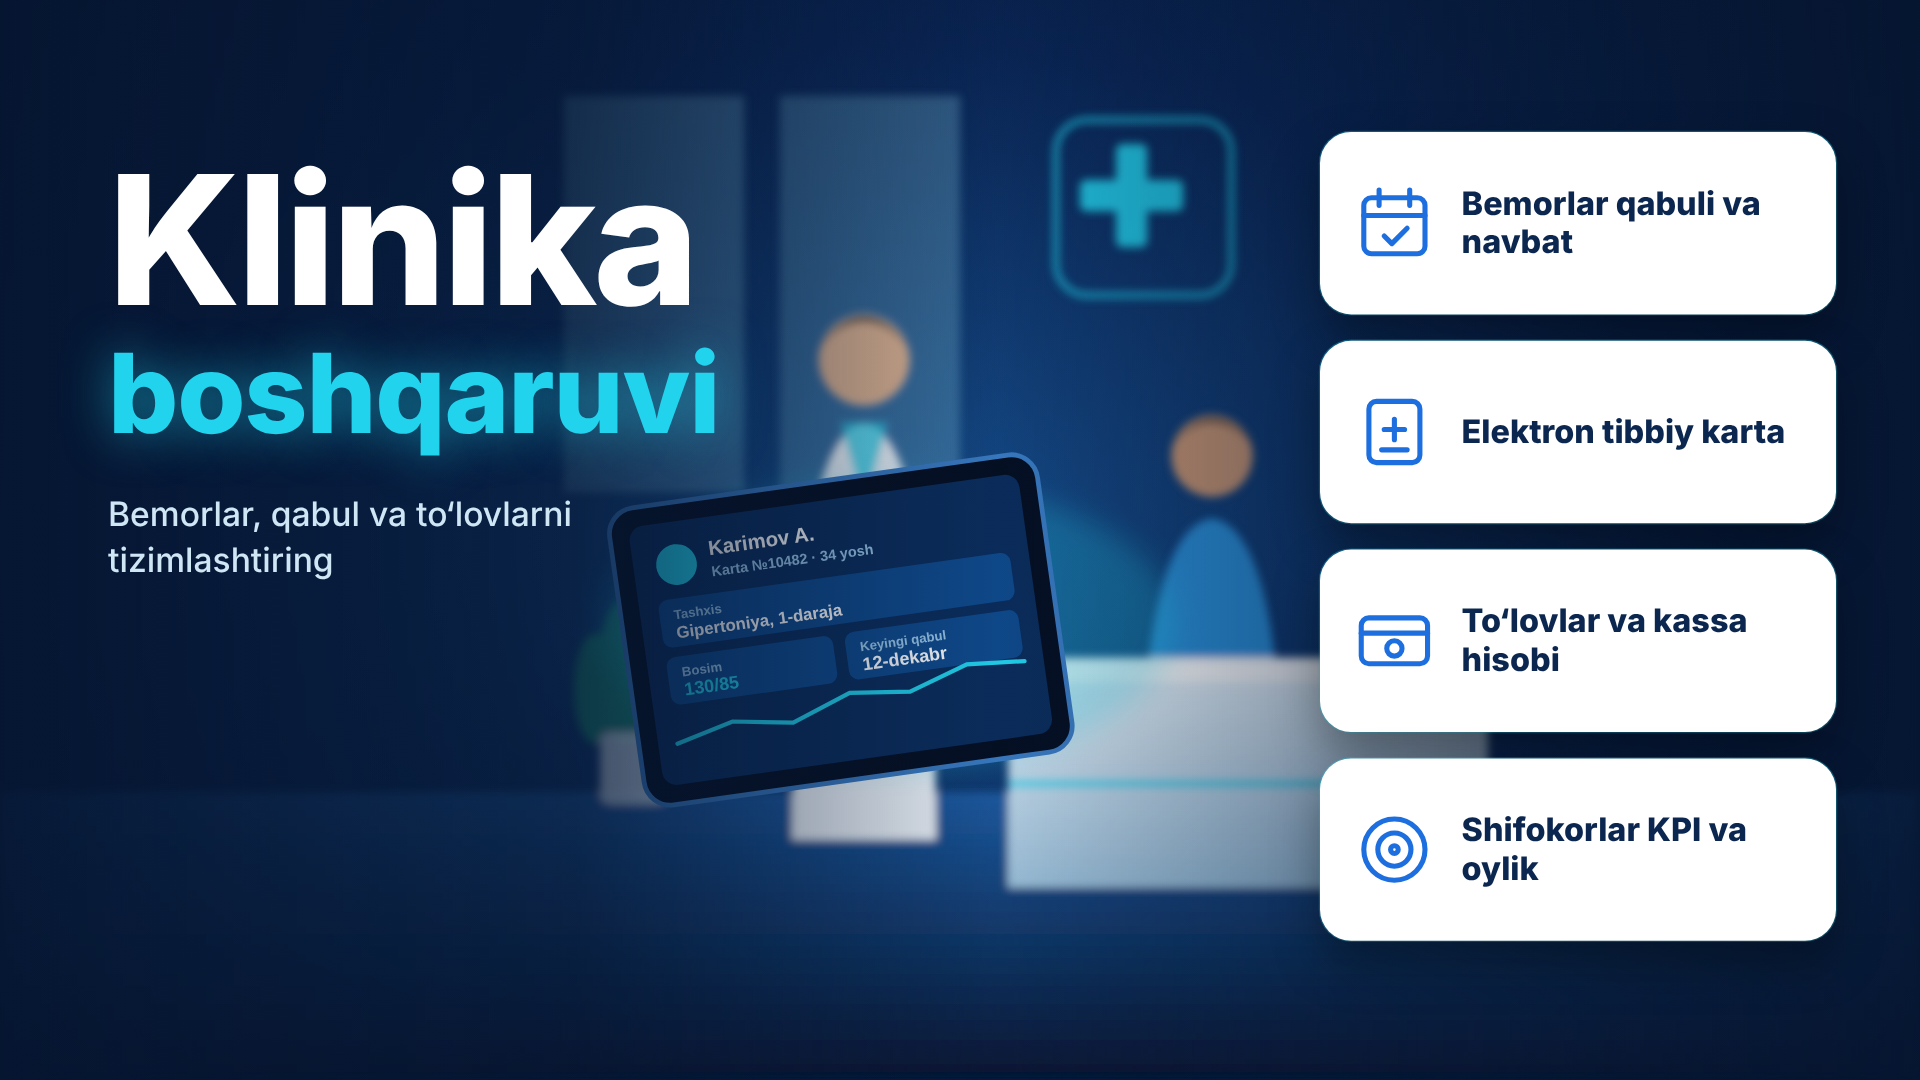 Klinika
boshqaruvi
Bemorlar, qabul va to‘lovlarni
tizimlashtiring
Karimov A.
Karta №10482 · 34 yosh
Tashxis
Gipertoniya, 1-daraja
Bosim
130/85
Keyingi qabul
12-dekabr
Bemorlar qabuli va
navbat
Elektron tibbiy karta
To‘lovlar va kassa
hisobi
Shifokorlar KPI va
oylik